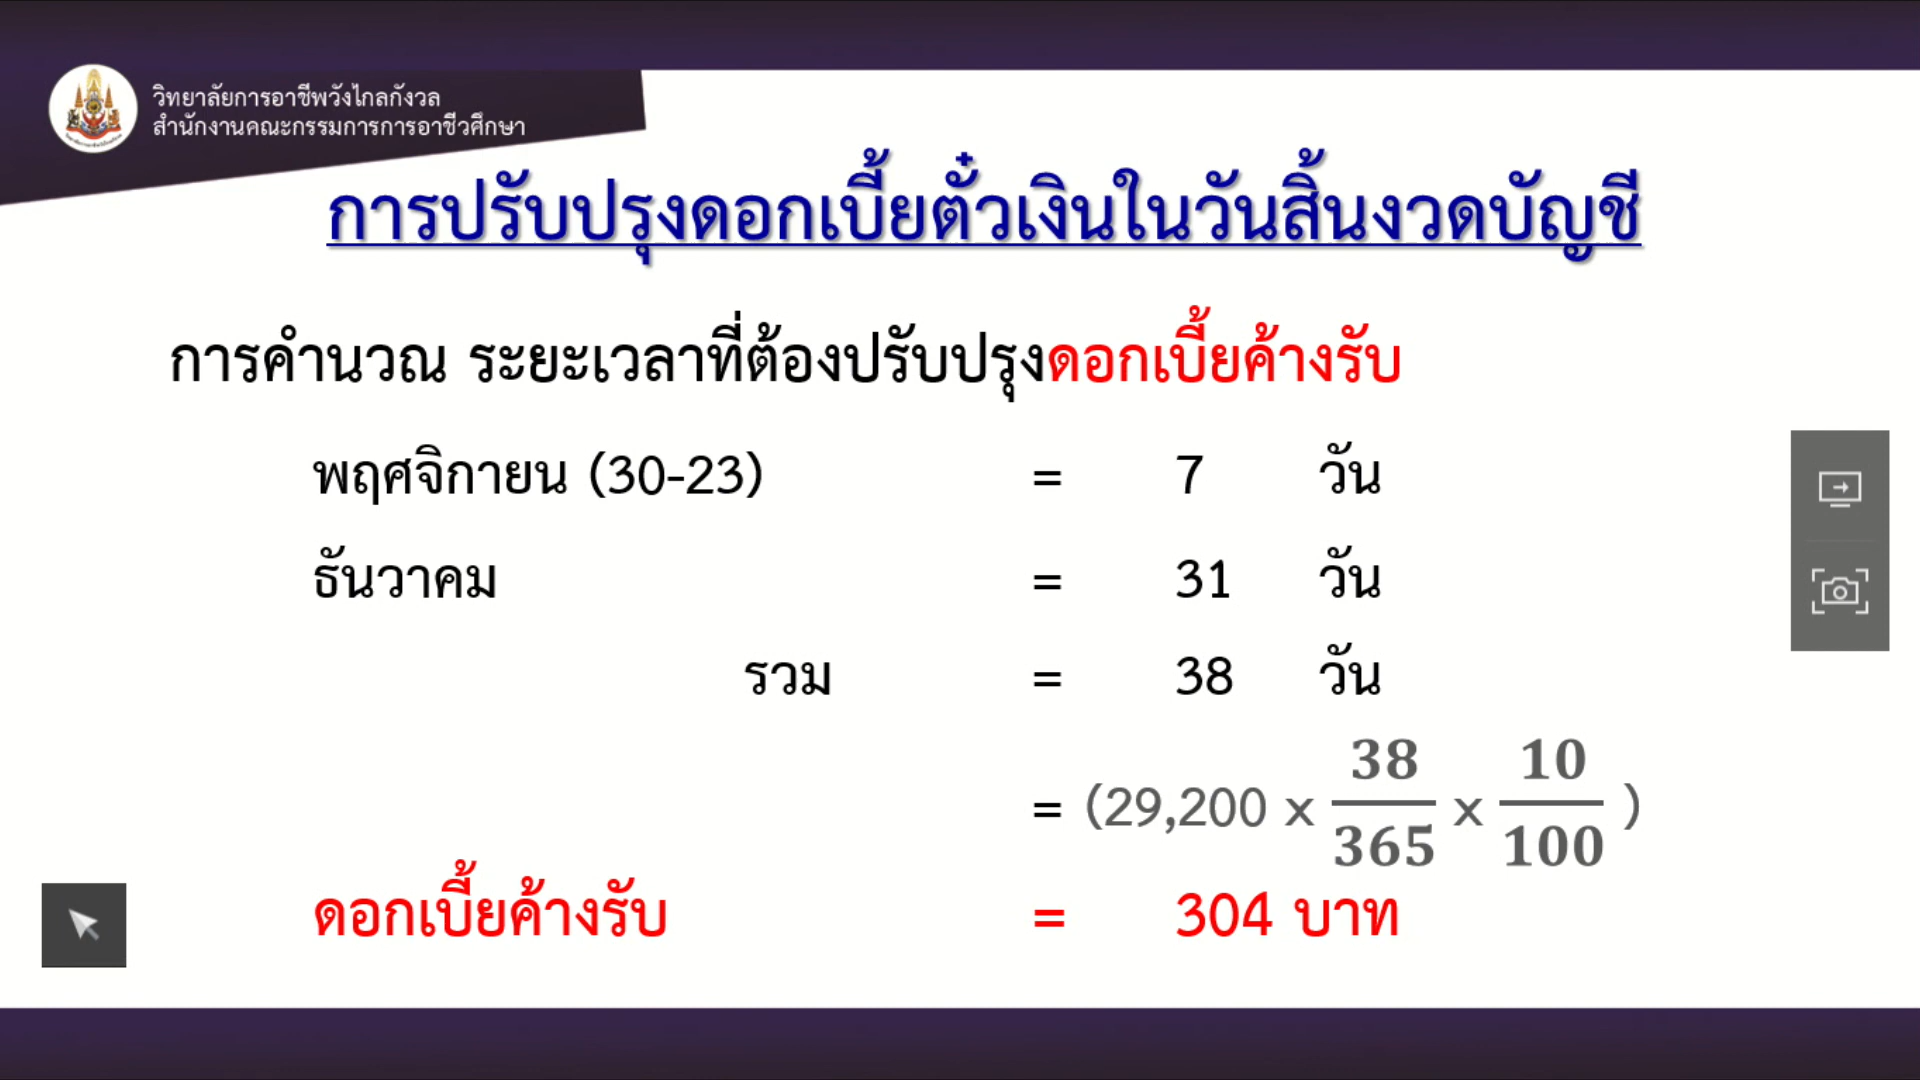 วิทยาลัยการอาชีพวังไกลกังวล
สำนักงานคณะกรรมการการอาชีวศึกษา
การปรับปรุงดอกเบี้ยตั๋วเงินในวันสิ้นงวดบัญชี
การคำนวณ ระยะเวลาที่ต้องปรับปรุงดอกเบี้ยค้างรับ
พฤศจิกายน (30-23) = 7 วัน
ธันวาคม = 31 วัน
รวม = 38 วัน
= (29,200 x 38/365 x 10/100 )
ดอกเบี้ยค้างรับ = 304 บาท